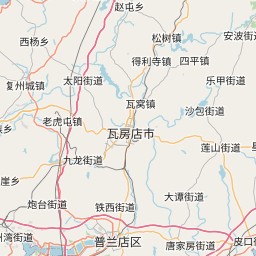 赵屯乡
西杨乡
松树镇
安波街道
得利寺镇
四平镇
太阳街道
复州城镇
乐甲街道
瓦窝镇
沙包街道
老虎屯镇
瓦房店市
九龙街道
莲山街道
崖乡
大谭街道
炮台街道
铁西街道
湾街道
普兰店区
唐家房街道
皮口街道